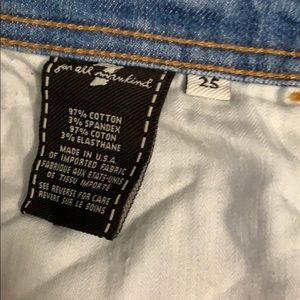 for all mankind
7
25
97% COTTON
3% SPANDEX
97% COTON
3% ELASTHANE
MADE IN U.S.A.
OF IMPORTED FABRIC
FABRIQUE AUX ETATS-UNIS
DE TISSU IMPORTÉ
SEE REVERSE FOR CARE
REVERS SUR LE SOINS